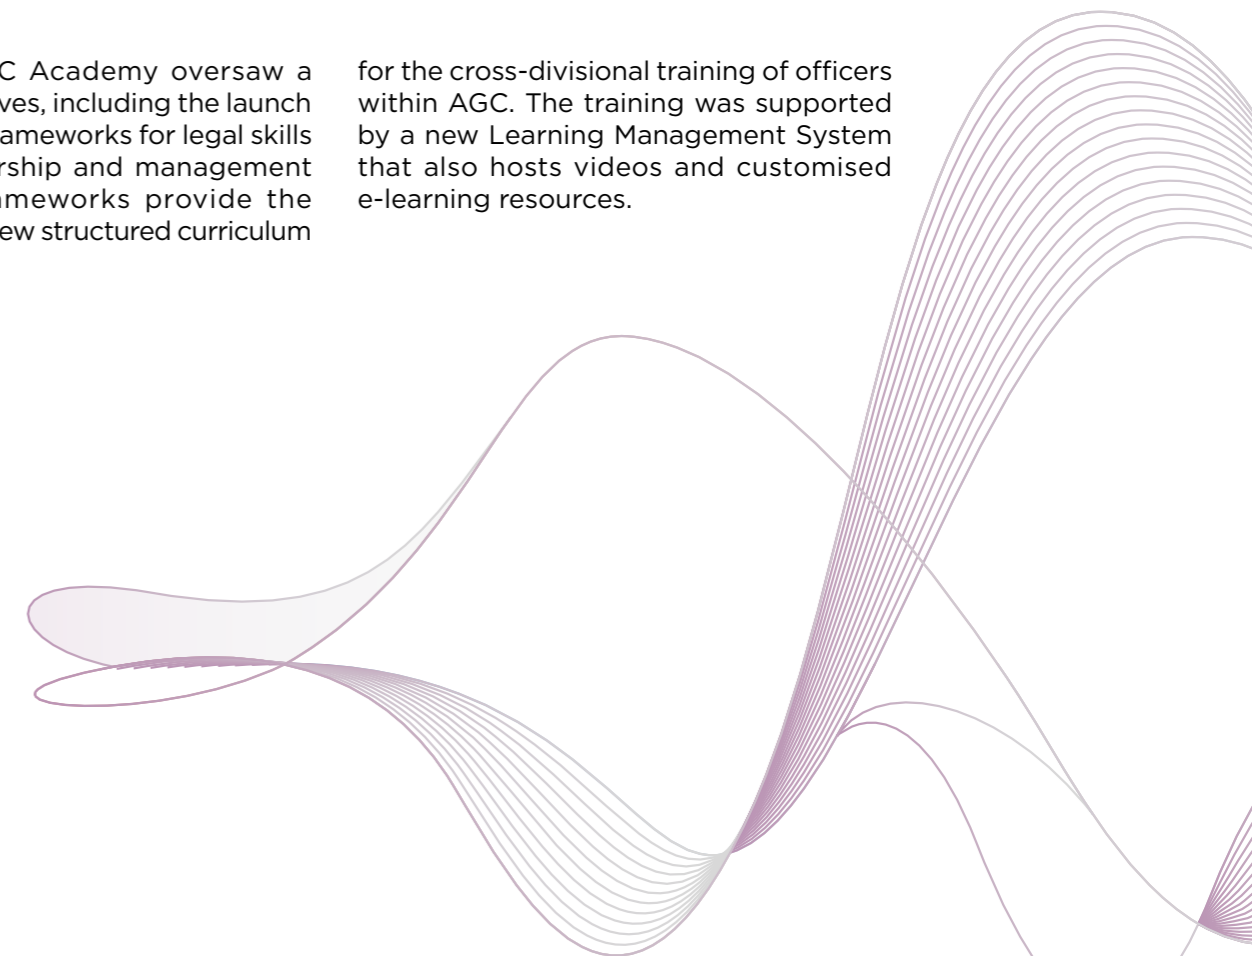 C Academy oversaw a
ves, including the launch
ameworks for legal skills
rship and management
ameworks provide the
ew structured curriculum
for the cross-divisional training of officers
within AGC. The training was supported
by a new Learning Management System
that also hosts videos and customised
e-learning resources.